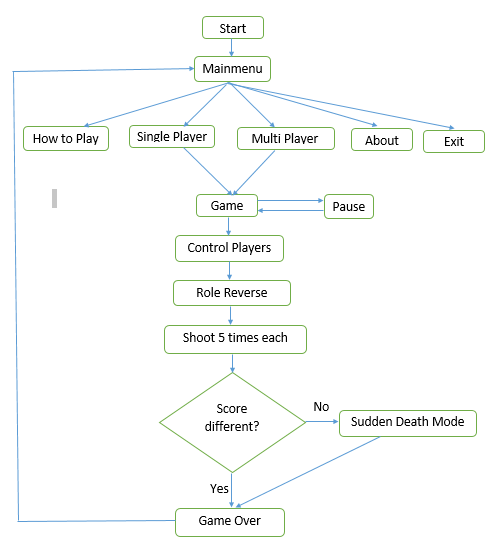 Start
Mainmenu
How to Play
Single Player
Multi Player
About
Exit
Game
Pause
Control Players
Role Reverse
Shoot 5 times each
Score
different?
No
Sudden Death Mode
Yes
Game Over